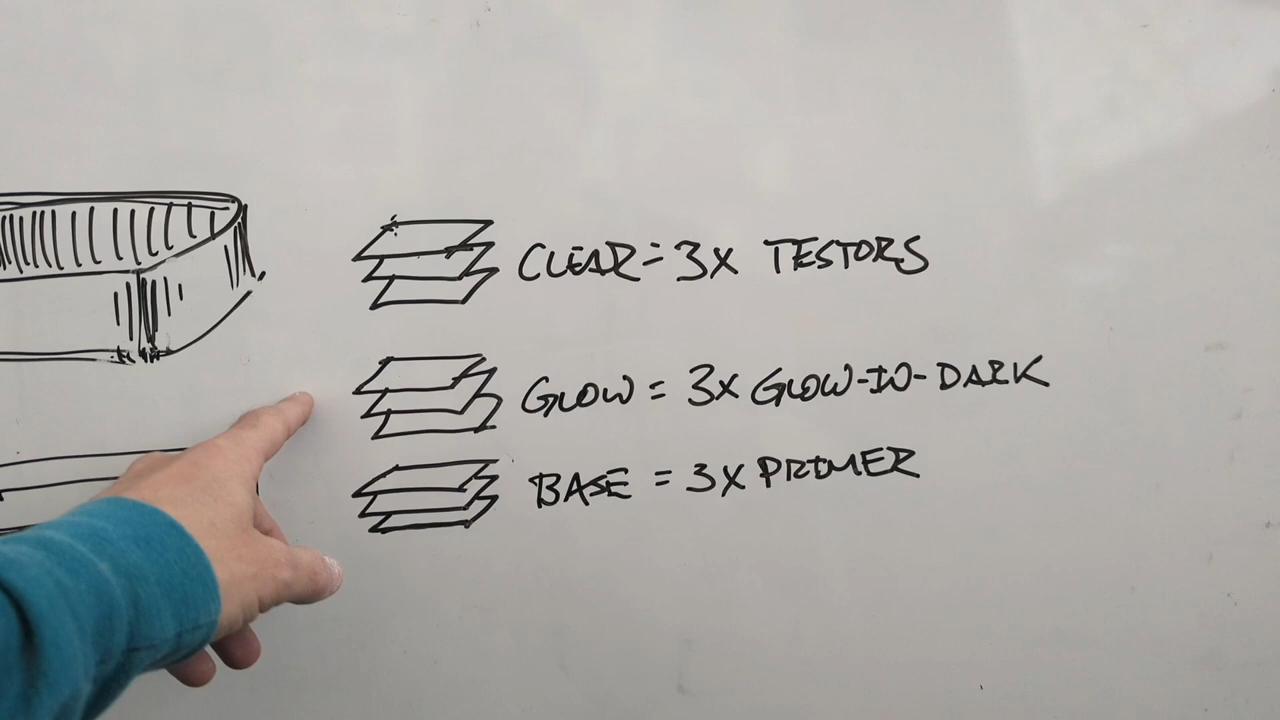 CLEAR = 3X TESTORS
GLOW = 3X GLOW-IN-DARK
BASE = 3X PRIMER